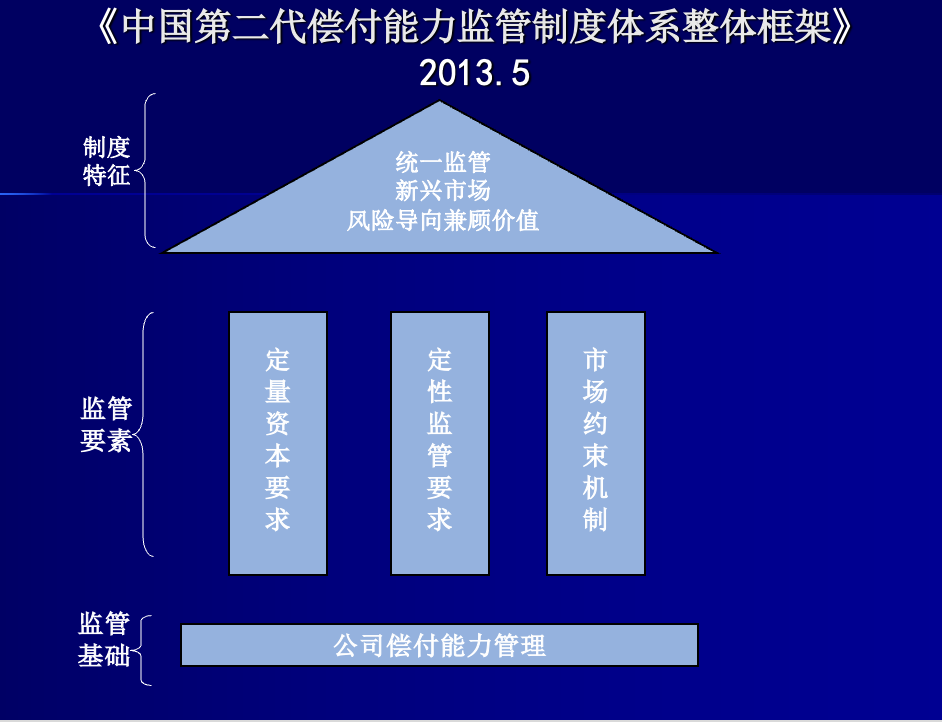 《中国第二代偿付能力监管制度体系整体框架》
2013.5
制度
特征
统一监管
新兴市场
风险导向兼顾价值
监管
要素
定量资本要求
定性监管要求
市场约束机制
监管
基础
公司偿付能力管理